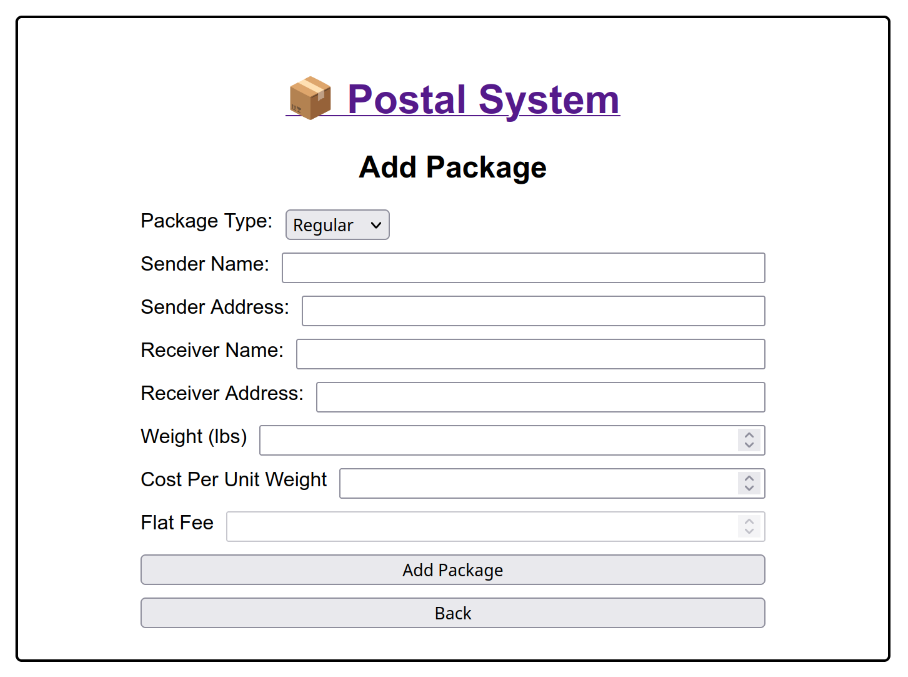 📦 Postal System
Add Package
Package Type: Regular
Sender Name:
Sender Address:
Receiver Name:
Receiver Address:
Weight (lbs)
Cost Per Unit Weight
Flat Fee
Add Package
Back